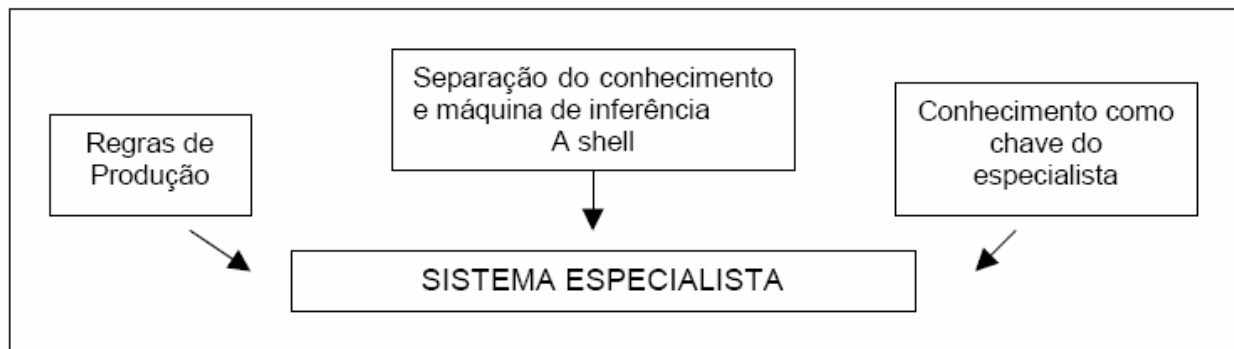 Regras de
Produção
Separação do conhecimento
e máquina de inferência
A shell
Conhecimento como
chave do
especialista
SISTEMA ESPECIALISTA